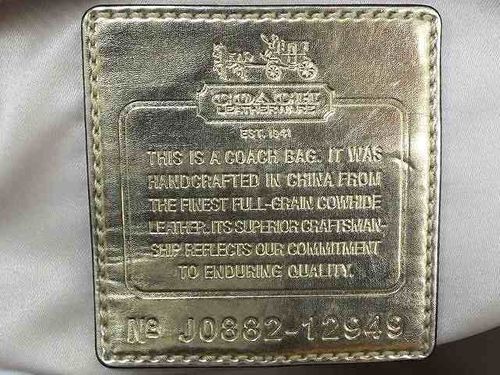 COACH
LEATHERWARE
EST. 1941
THIS IS A COACH BAG. IT WAS
HANDCRAFTED IN CHINA FROM
THE FINEST FULL-GRAIN COWHIDE
LEATHER. ITS SUPERIOR CRAFTSMAN-
SHIP REFLECTS OUR COMMITMENT
TO ENDURING QUALITY.
Nº J0882-12949